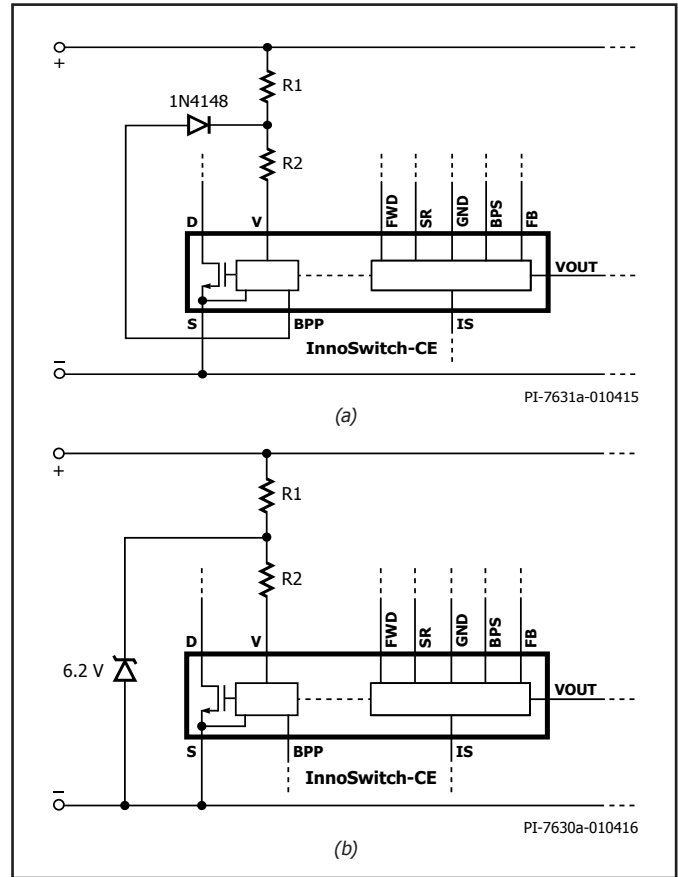 +
R1
1N4148
R2
D
V
FWD
SR
GND
BPS
FB
VOUT
S
BPP
IS
InnoSwitch-CE
–
PI-7631a-010415
(a)
+
R1
R2
D
V
FWD
SR
GND
BPS
FB
6.2 V
VOUT
S
BPP
IS
InnoSwitch-CE
–
PI-7630a-010416
(b)